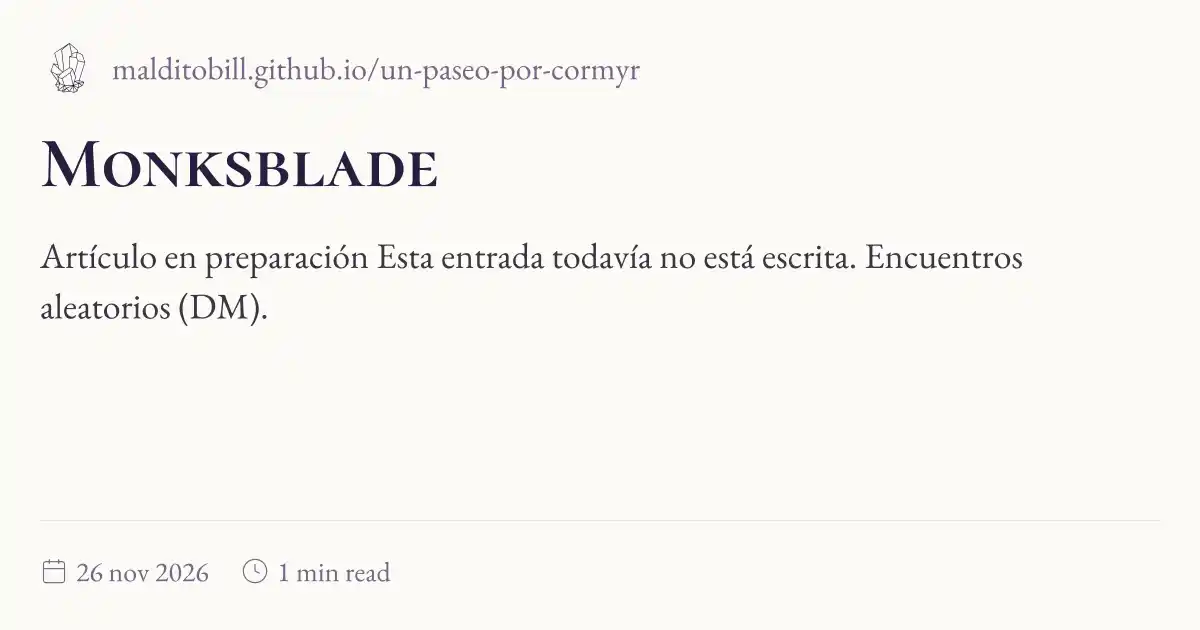 malditobill.github.io/un-paseo-por-cormyr
Monksblade
Artículo en preparación Esta entrada todavía no está escrita. Encuentros
aleatorios (DM).
26 nov 2026
1 min read